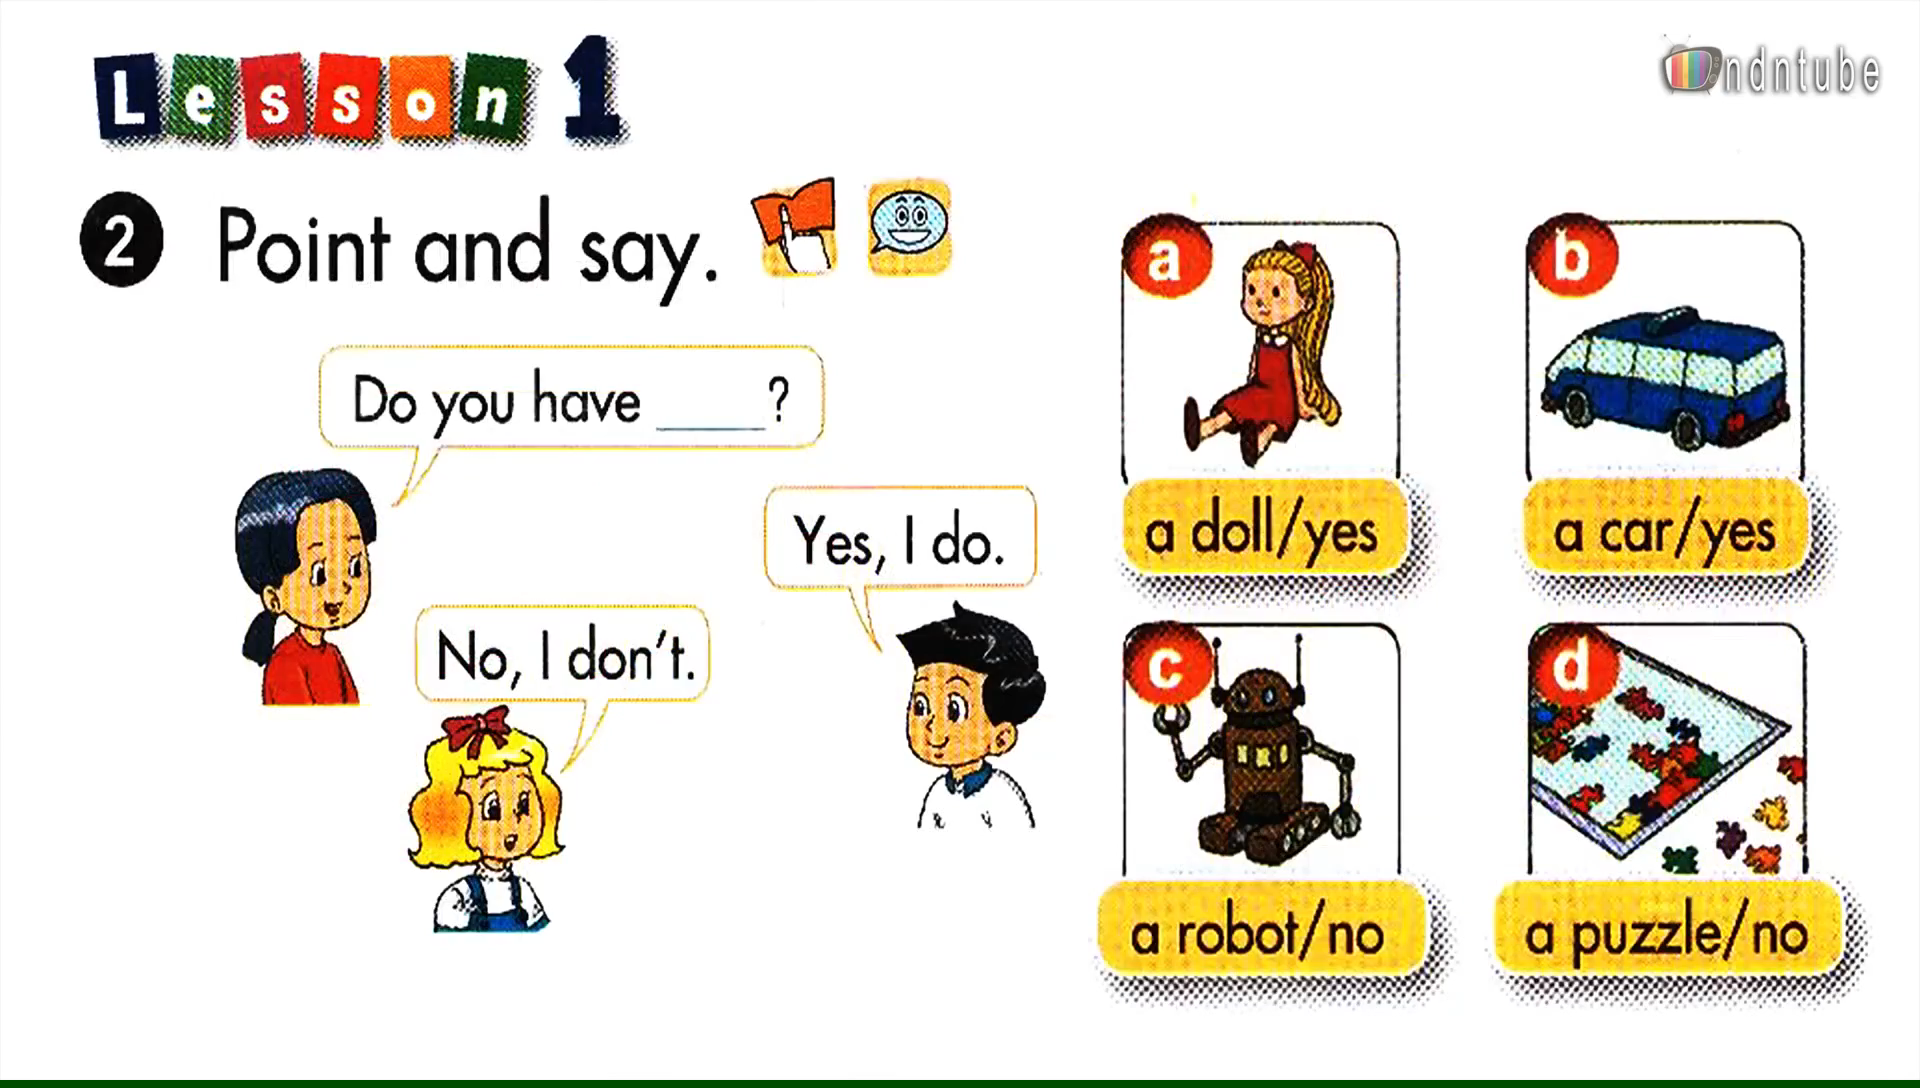 Lesson 1
ndntube
2 Point and say.
Do you have ____?
Yes, I do.
No, I don't.
a
a doll/yes
b
a car/yes
c
a robot/no
d
a puzzle/no